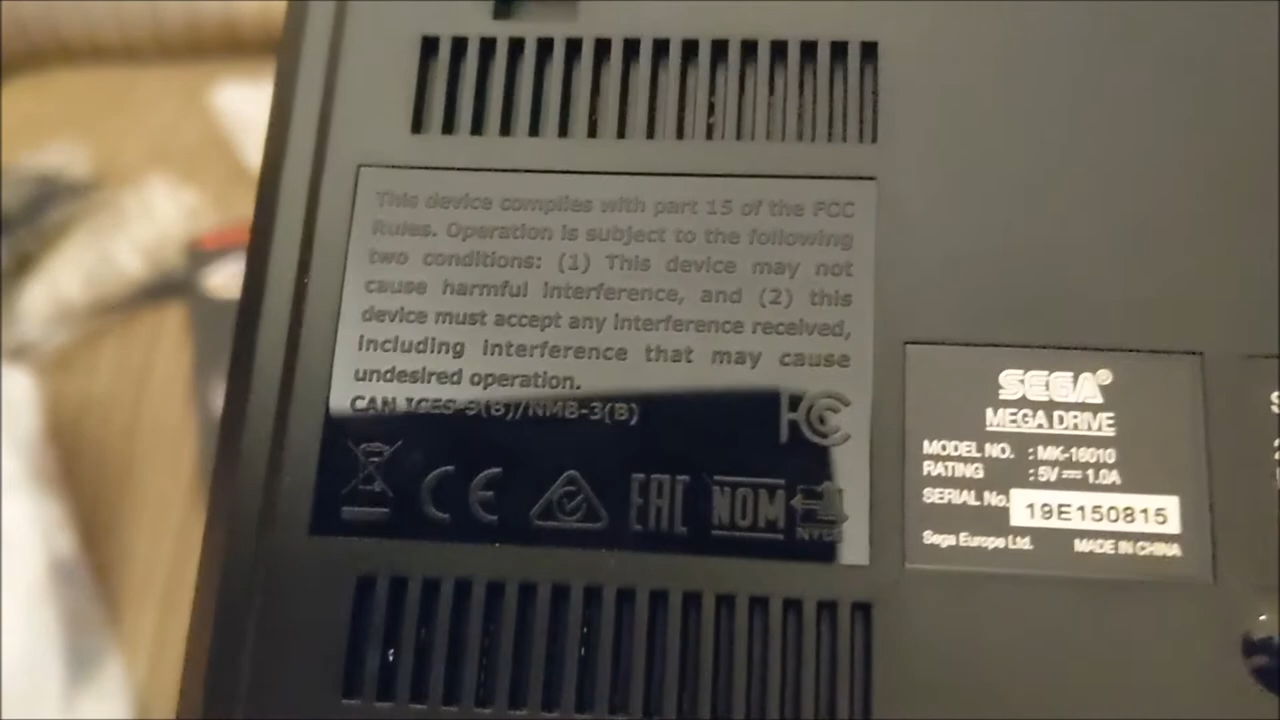 This device complies with part 15 of the FCC
Rules. Operation is subject to the following
two conditions: (1) This device may not
cause harmful interference, and (2) this
device must accept any interference received,
including interference that may cause
undesired operation.
CAN ICES-3(B)/NMB-3(B)
FC
CE
EAC
NOM
NYCE
SEGA®
MEGA DRIVE
MODEL NO. : MK-16010
RATING : 5V⎓1.0A
SERIAL No. 19E150815
Sega Europe Ltd. MADE IN CHINA